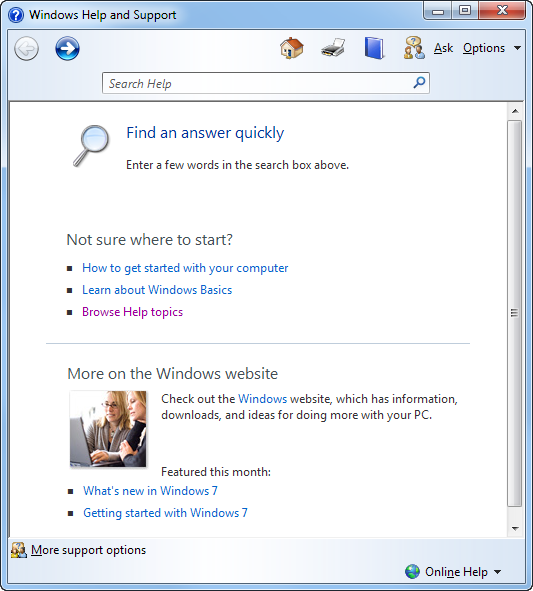 Windows Help and Support
Ask Options
Search Help
Find an answer quickly
Enter a few words in the search box above.
Not sure where to start?
How to get started with your computer
Learn about Windows Basics
Browse Help topics
More on the Windows website
Check out the Windows website, which has information,
downloads, and ideas for doing more with your PC.
Featured this month:
What's new in Windows 7
Getting started with Windows 7
More support options
Online Help